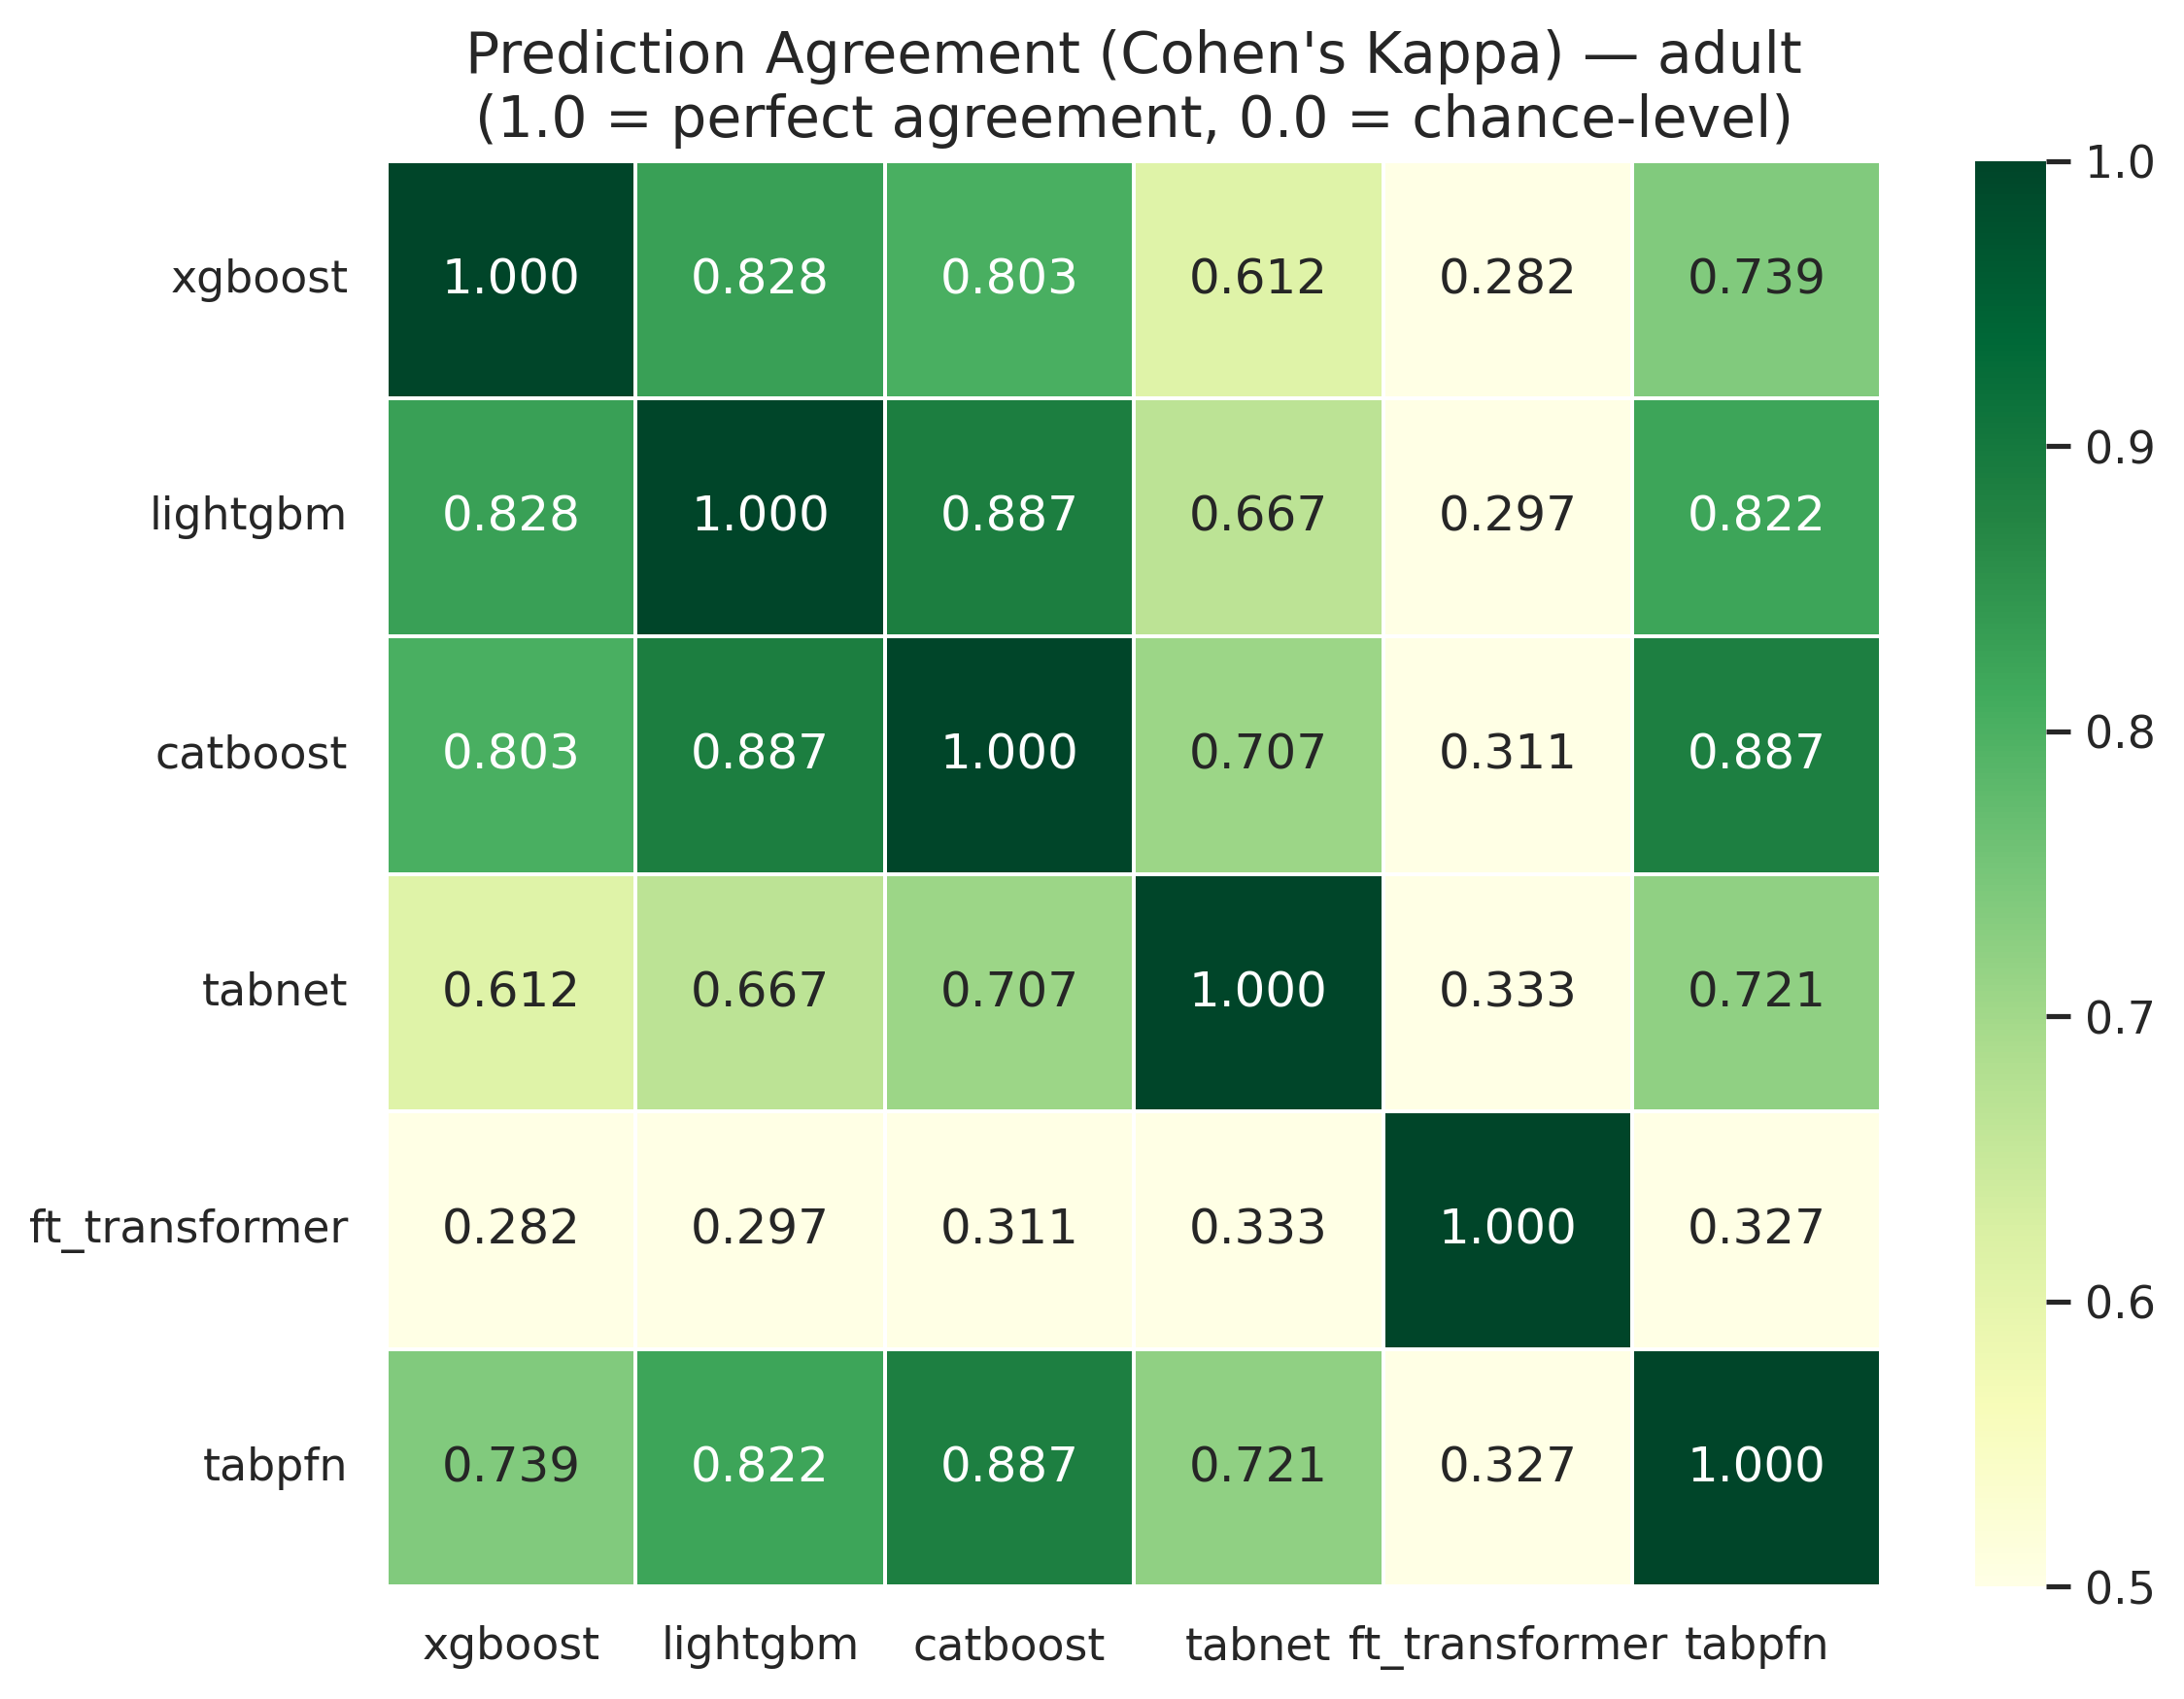 Prediction Agreement (Cohen's Kappa) — adult
(1.0 = perfect agreement, 0.0 = chance-level)
xgboost 1.000 0.828 0.803 0.612 0.282 0.739
lightgbm 0.828 1.000 0.887 0.667 0.297 0.822
catboost 0.803 0.887 1.000 0.707 0.311 0.887
tabnet 0.612 0.667 0.707 1.000 0.333 0.721
ft_transformer 0.282 0.297 0.311 0.333 1.000 0.327
tabpfn 0.739 0.822 0.887 0.721 0.327 1.000
xgboost lightgbm catboost tabnet ft_transformer tabpfn
1.0
0.9
0.8
0.7
0.6
0.5